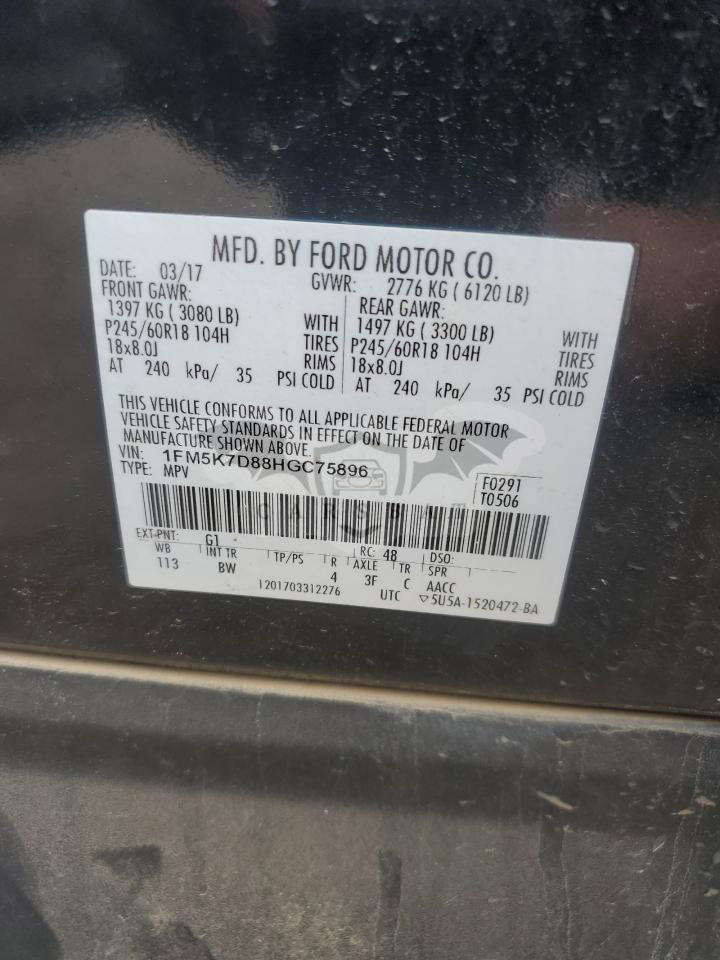 MFD. BY FORD MOTOR CO.
DATE: 03/17 GVWR: 2776 KG ( 6120 LB)
FRONT GAWR: REAR GAWR:
1397 KG ( 3080 LB) WITH 1497 KG ( 3300 LB) WITH
P245/60R18 104H TIRES P245/60R18 104H TIRES
18x8.0J RIMS 18x8.0J RIMS
AT 240 kPa/ 35 PSI COLD AT 240 kPa/ 35 PSI COLD
THIS VEHICLE CONFORMS TO ALL APPLICABLE FEDERAL MOTOR
VEHICLE SAFETY STANDARDS IN EFFECT ON THE DATE OF
MANUFACTURE SHOWN ABOVE.
VIN: 1FM5K7D88HGC75896
TYPE: MPV
F0291
T0506
CARSBAT
EXT-PNT: G1 RC: 48 DSO:
WB INT TR TP/PS R AXLE TR SPR
113 BW 4 3F C AACC
1201703312276 UTC ▽5U5A-1520472-BA